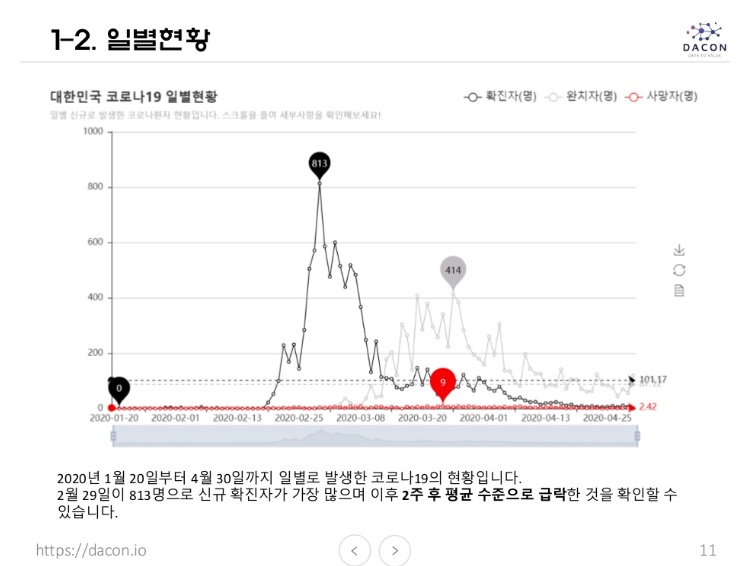 1-2. 일별현황
DACON
DATA TO VALUE
대한민국 코로나19 일별현황
확진자(명) 완치자(명) 사망자(명)
일별 신규로 발생한 코로나환자 현황입니다. 스크롤을 줄여 세부사항을 확인해보세요!
1000
813
800
600
414
400
200
101.17
9
0
0
2.42
2020-01-20 2020-02-01 2020-02-13 2020-02-25 2020-03-08 2020-03-20 2020-04-01 2020-04-13 2020-04-25
2020년 1월 20일부터 4월 30일까지 일별로 발생한 코로나19의 현황입니다.
2월 29일이 813명으로 신규 확진자가 가장 많으며 이후 2주 후 평균 수준으로 급락한 것을 확인할 수
있습니다.
https://dacon.io
< >
11